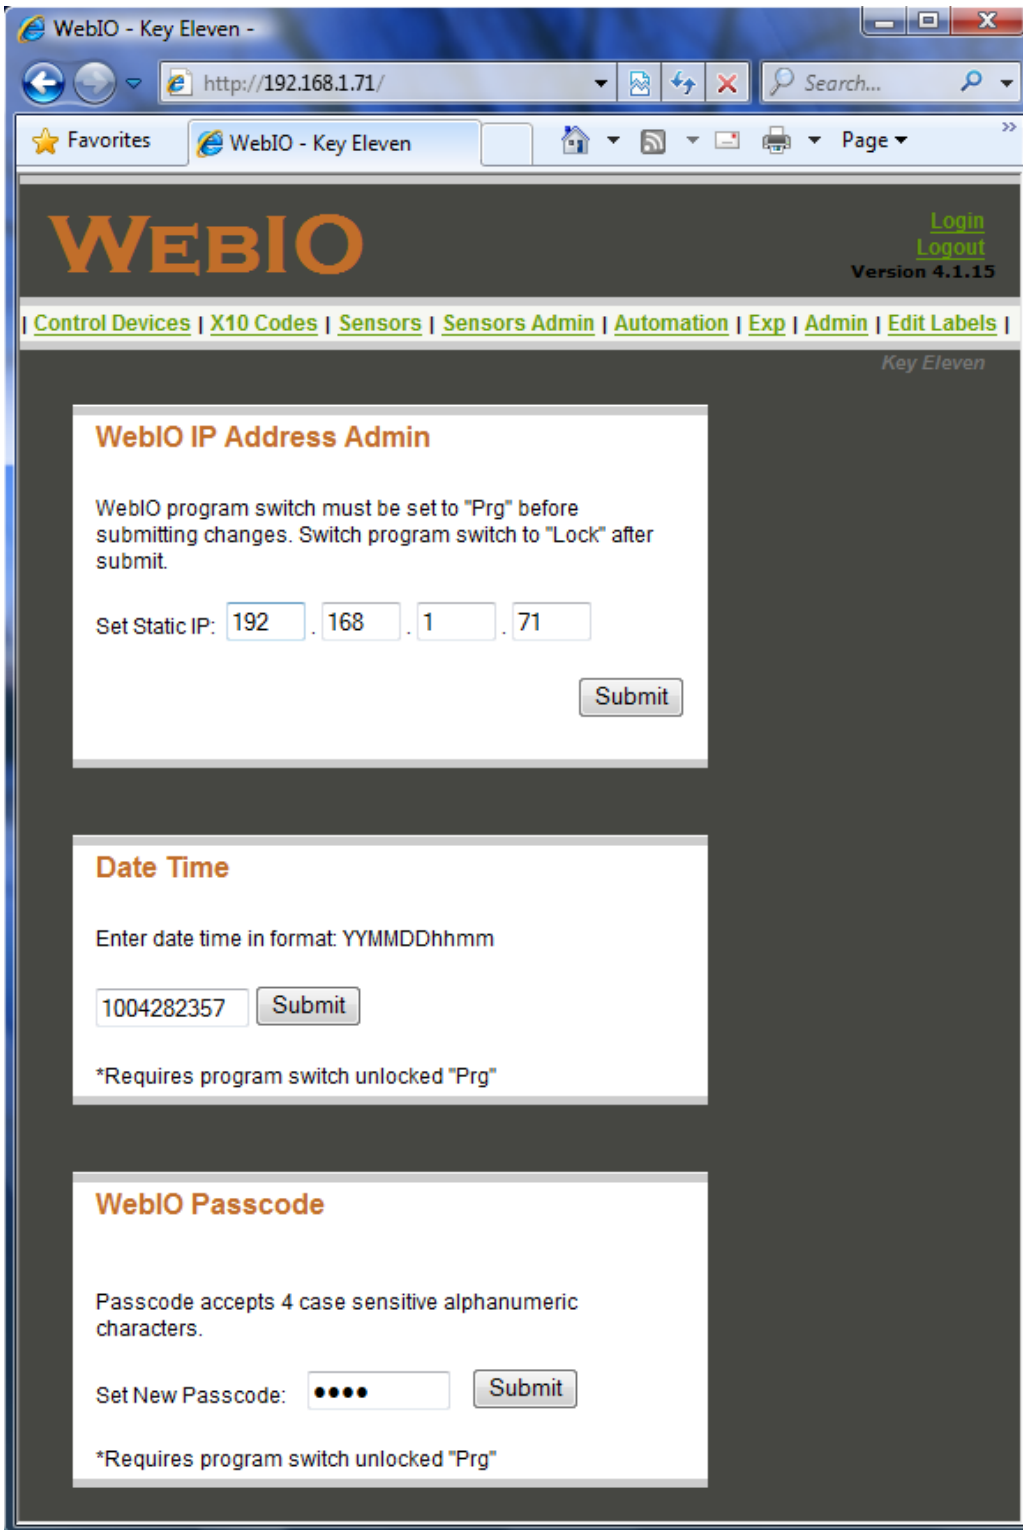 WebIO - Key Eleven -
http://192.168.1.71/
Search...
Favorites
WebIO - Key Eleven
Page
WEBIO
Login
Logout
Version 4.1.15
| Control Devices | X10 Codes | Sensors | Sensors Admin | Automation | Exp | Admin | Edit Labels |
Key Eleven
WebIO IP Address Admin
WebIO program switch must be set to "Prg" before
submitting changes. Switch program switch to "Lock" after
submit.
Set Static IP: 192 . 168 . 1 . 71
Submit
Date Time
Enter date time in format: YYMMDDhhmm
1004282357 Submit
*Requires program switch unlocked "Prg"
WebIO Passcode
Passcode accepts 4 case sensitive alphanumeric
characters.
Set New Passcode: •••• Submit
*Requires program switch unlocked "Prg"